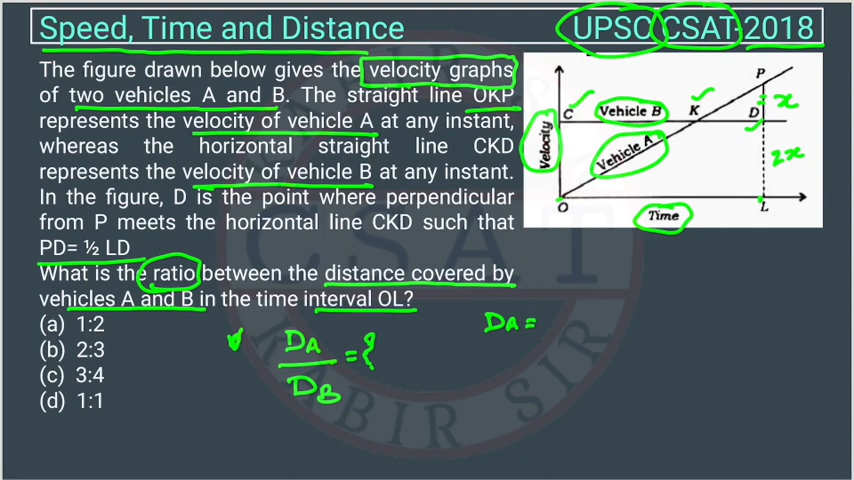 Speed, Time and Distance
UPSC CSAT-2018
The figure drawn below gives the velocity graphs
of two vehicles A and B. The straight line OKP
represents the velocity of vehicle A at any instant,
whereas the horizontal straight line CKD
represents the velocity of vehicle B at any instant.
In the figure, D is the point where perpendicular
from P meets the horizontal line CKD such that
PD= ½ LD
What is the ratio between the distance covered by
vehicles A and B in the time interval OL?
(a) 1:2
(b) 2:3
(c) 3:4
(d) 1:1
P
C
Vehicle B
K
D
x
Velocity
Vehicle A
2x
O
Time
L
DA =
DA
=
DB
CSAT
KABIR SIR